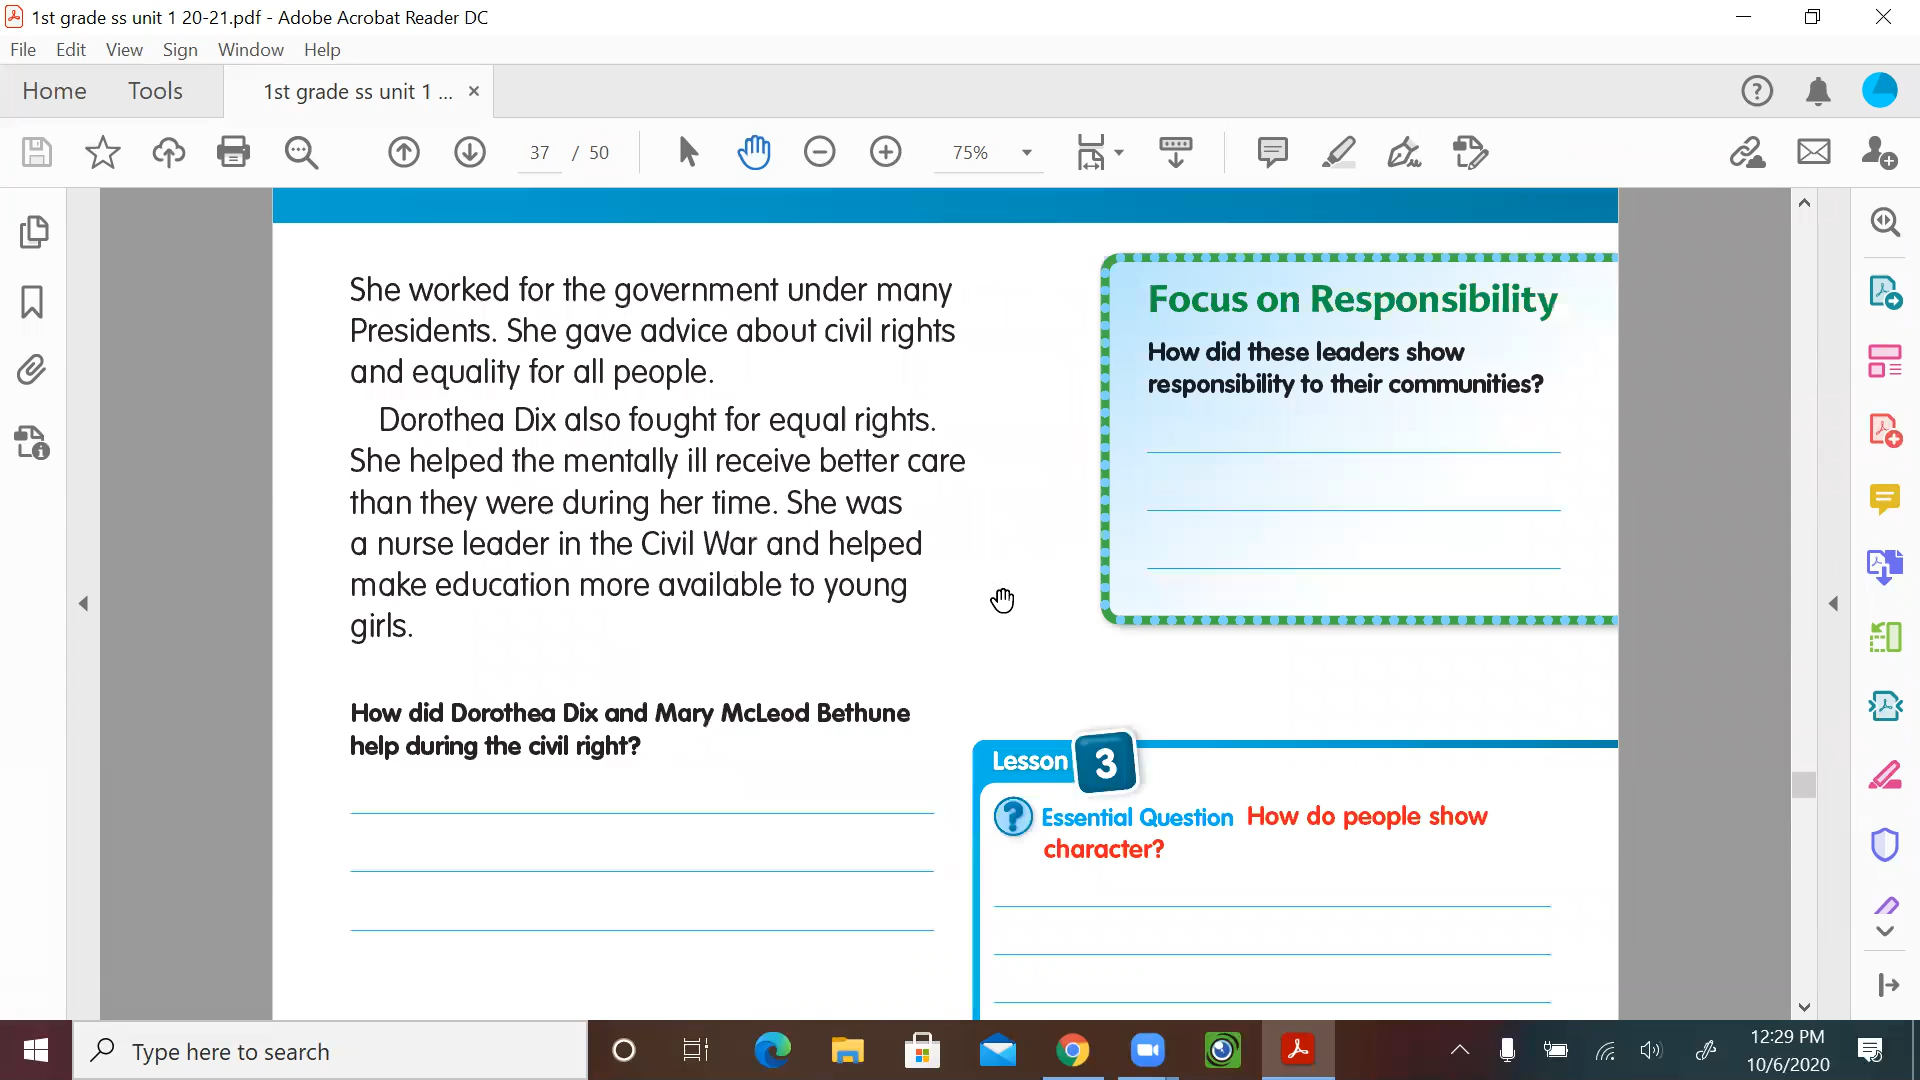 1st grade ss unit 1 20-21.pdf - Adobe Acrobat Reader DC
File Edit View Sign Window Help
Home Tools 1st grade ss unit 1 ... ×
37 / 50 75%
She worked for the government under many
Presidents. She gave advice about civil rights
and equality for all people.
Dorothea Dix also fought for equal rights.
She helped the mentally ill receive better care
than they were during her time. She was
a nurse leader in the Civil War and helped
make education more available to young
girls.
How did Dorothea Dix and Mary McLeod Bethune
help during the civil right?
Focus on Responsibility
How did these leaders show
responsibility to their communities?
Lesson 3
? Essential Question How do people show
character?
Type here to search
12:29 PM
10/6/2020